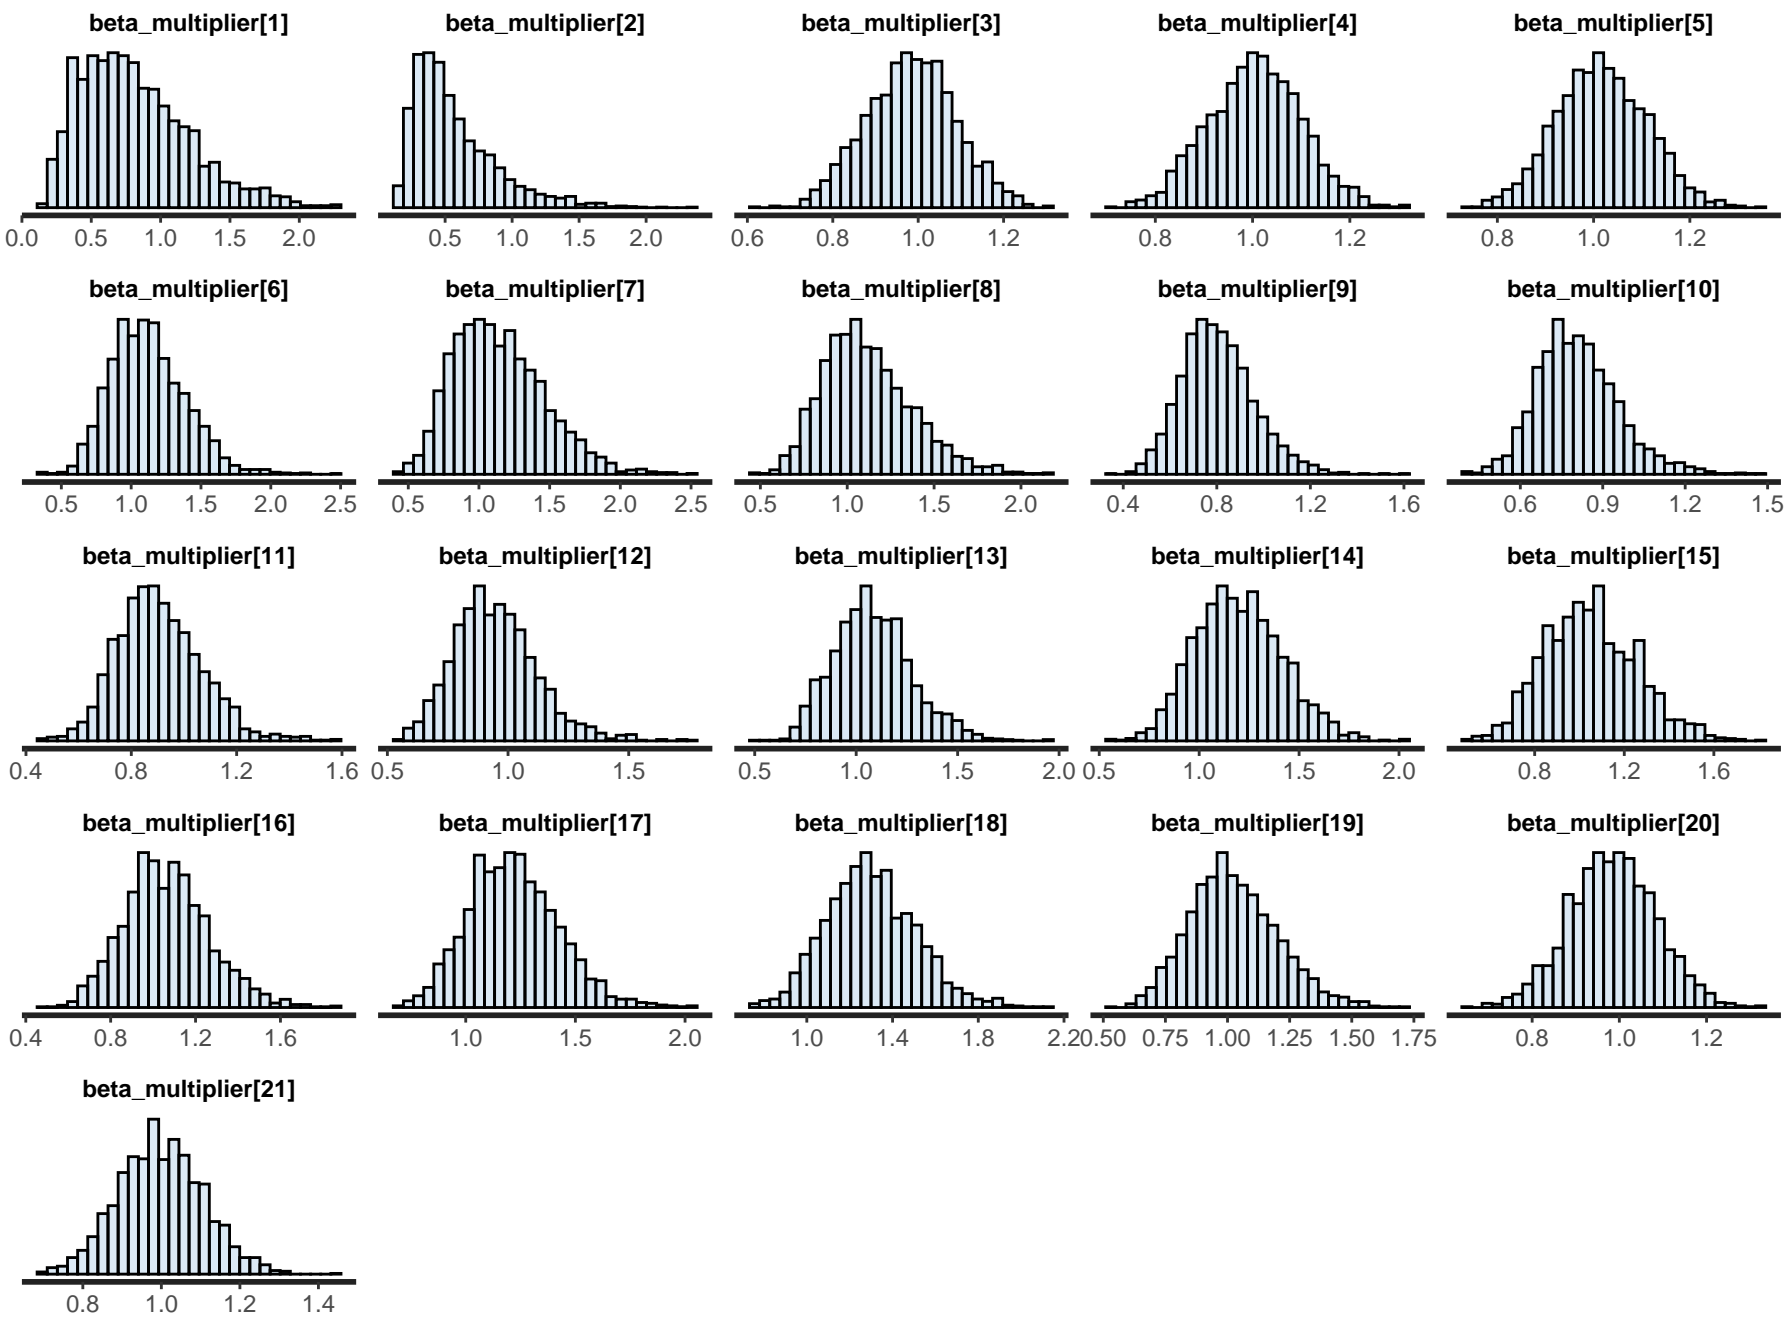 beta_multiplier[1] beta_multiplier[2] beta_multiplier[3] beta_multiplier[4] beta_multiplier[5]
0.0 0.5 1.0 1.5 2.0 0.5 1.0 1.5 2.0 0.6 0.8 1.0 1.2 0.8 1.0 1.2 0.8 1.0 1.2
beta_multiplier[6] beta_multiplier[7] beta_multiplier[8] beta_multiplier[9] beta_multiplier[10]
0.5 1.0 1.5 2.0 2.5 0.5 1.0 1.5 2.0 2.5 0.5 1.0 1.5 2.0 0.4 0.8 1.2 1.6 0.6 0.9 1.2 1.5
beta_multiplier[11] beta_multiplier[12] beta_multiplier[13] beta_multiplier[14] beta_multiplier[15]
0.4 0.8 1.2 1.6 0.5 1.0 1.5 0.5 1.0 1.5 2.0 0.5 1.0 1.5 2.0 0.8 1.2 1.6
beta_multiplier[16] beta_multiplier[17] beta_multiplier[18] beta_multiplier[19] beta_multiplier[20]
0.4 0.8 1.2 1.6 1.0 1.5 2.0 1.0 1.4 1.8 2.2 0.50 0.75 1.00 1.25 1.50 1.75 0.8 1.0 1.2
beta_multiplier[21]
0.8 1.0 1.2 1.4